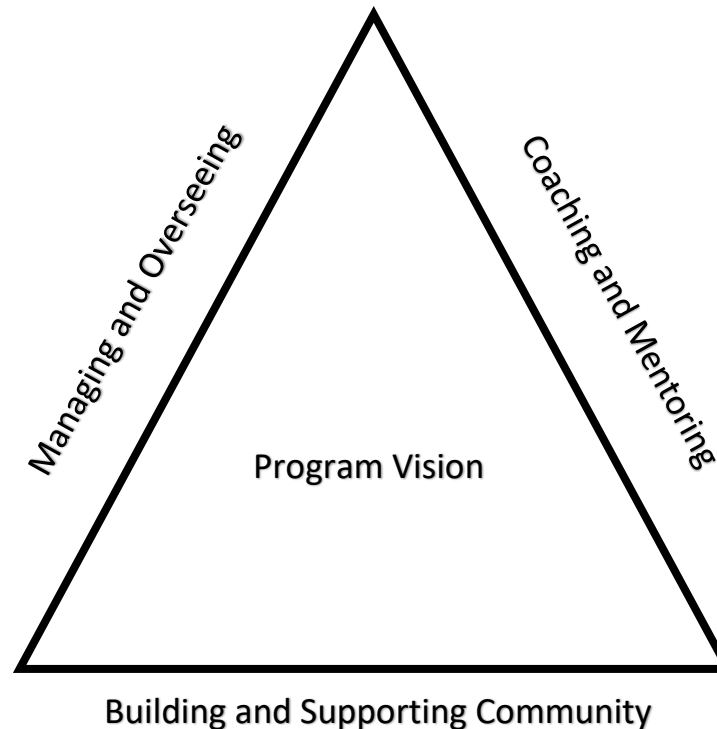 Managing and Overseeing
Coaching and Mentoring
Program Vision
Building and Supporting Community